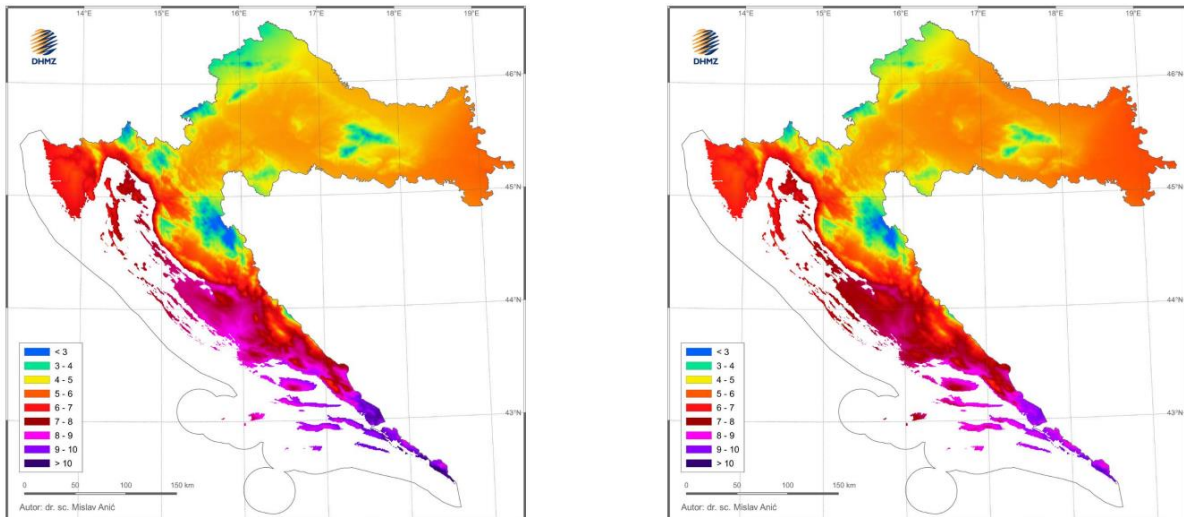 14°E 15°E 16°E 17°E 18°E 19°E
DHMZ
46°N
45°N
44°N
43°N
< 3
3 - 4
4 - 5
5 - 6
6 - 7
7 - 8
8 - 9
9 - 10
> 10
0 50 100 150 km
Autor: dr. sc. Mislav Anić
14°E 15°E 16°E 17°E 18°E 19°E
DHMZ
46°N
45°N
44°N
43°N
< 3
3 - 4
4 - 5
5 - 6
6 - 7
7 - 8
8 - 9
9 - 10
> 10
0 50 100 150 km
Autor: dr. sc. Mislav Anić